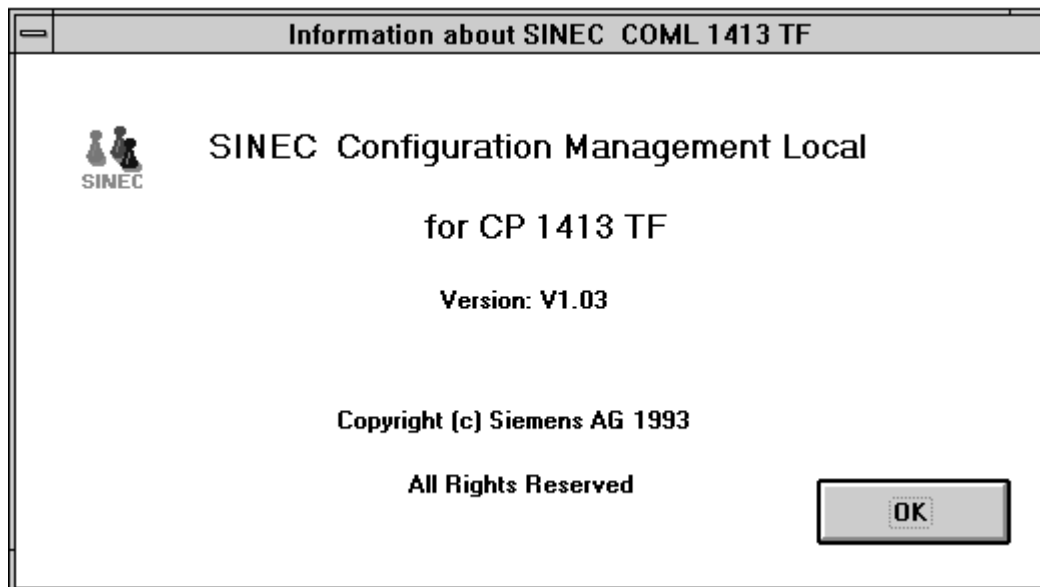 Information about SINEC COML 1413 TF
SINEC Configuration Management Local
SINEC
for CP 1413 TF
Version: V1.03
Copyright (c) Siemens AG 1993
All Rights Reserved
OK